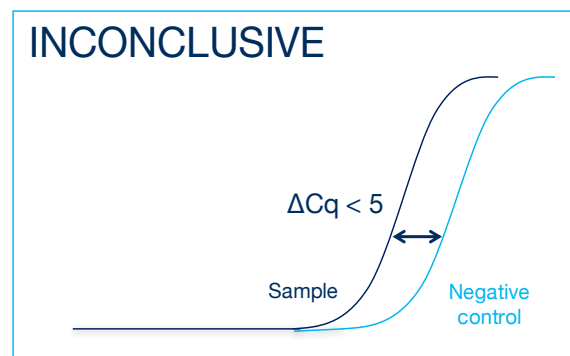 INCONCLUSIVE
ΔCq < 5
Sample
Negative
control